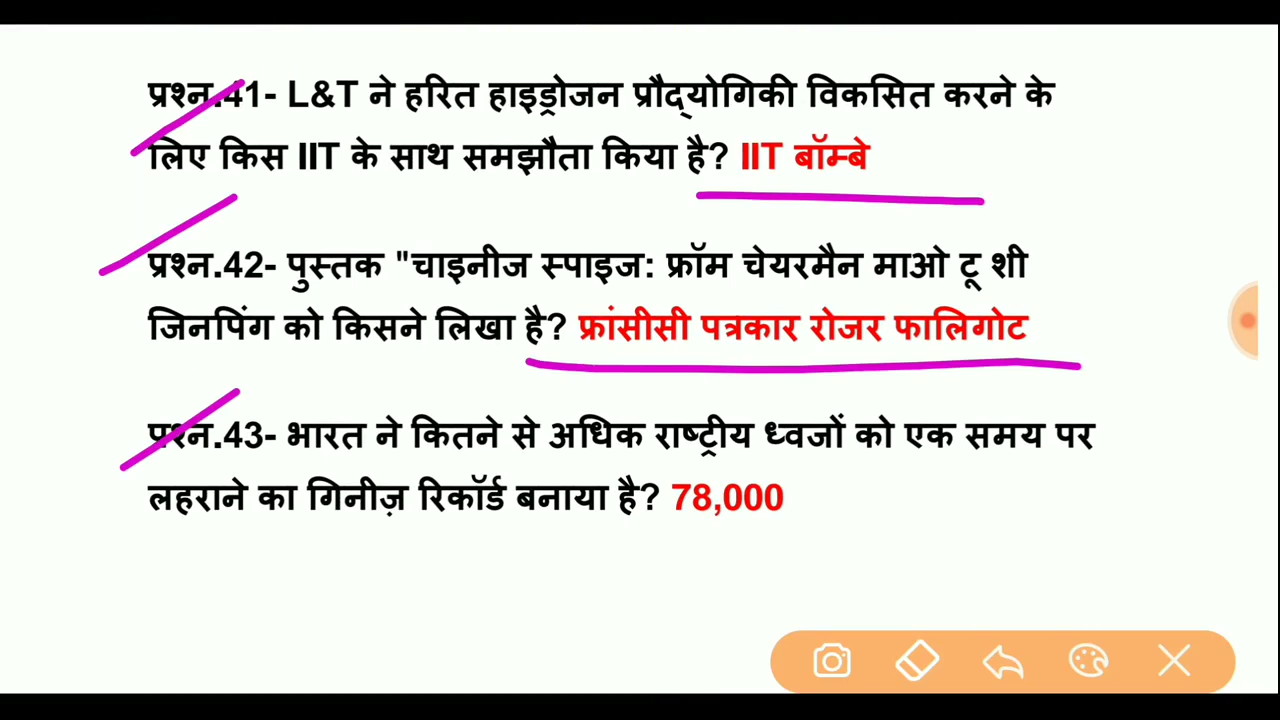 प्रश्न.41- L&T ने हरित हाइड्रोजन प्रौद्योगिकी विकसित करने के
लिए किस IIT के साथ समझौता किया है? IIT बॉम्बे
प्रश्न.42- पुस्तक "चाइनीज स्पाइज: फ्रॉम चेयरमैन माओ टू शी
जिनपिंग को किसने लिखा है? फ्रांसीसी पत्रकार रोजर फालिगोट
प्रश्न.43- भारत ने कितने से अधिक राष्ट्रीय ध्वजों को एक समय पर
लहराने का गिनीज़ रिकॉर्ड बनाया है? 78,000